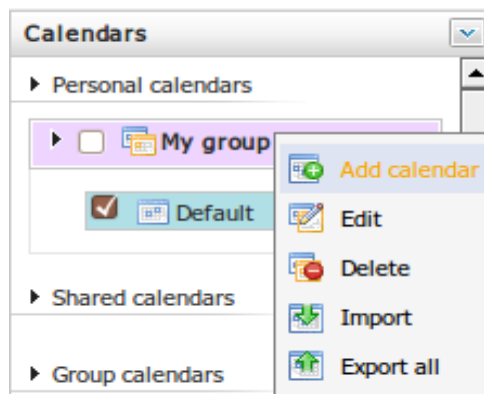 Calendars
Personal calendars
My group
Add calendar
Default
Edit
Delete
Shared calendars
Import
Group calendars
Export all